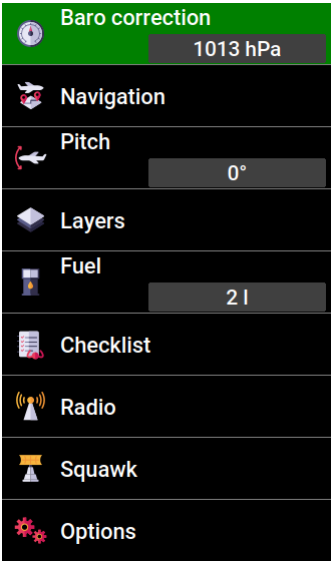 Baro correction
1013 hPa
Navigation
Pitch
0°
Layers
Fuel
2 l
Checklist
Radio
Squawk
Options